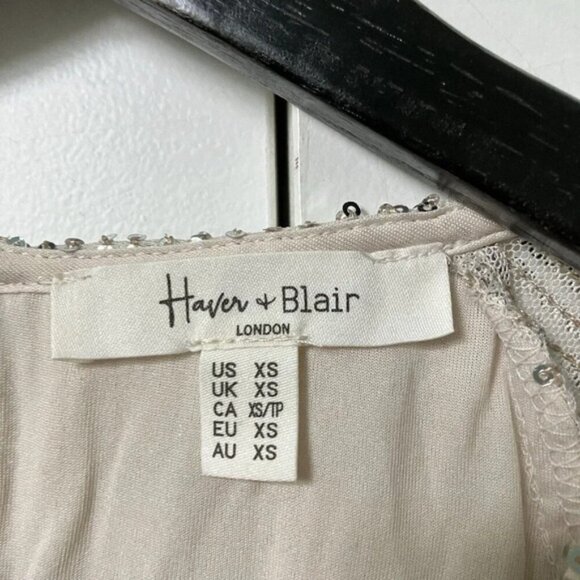 Haver + Blair
LONDON
US XS
UK XS
CA XS/TP
EU XS
AU XS